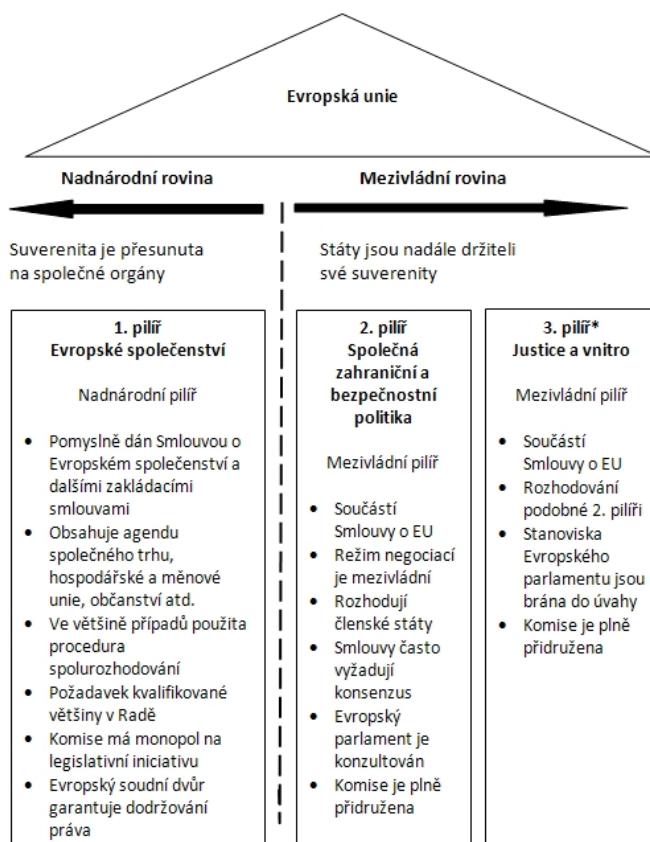 Evropská unie
Nadnárodní rovina
Mezivládní rovina
Suverenita je přesunuta
na společné orgány
Státy jsou nadále držiteli
své suverenity
1. pilíř
Evropské společenství
Nadnárodní pilíř
• Pomyslně dán Smlouvou o
Evropském společenství a
dalšími zakládacími
smlouvami
• Obsahuje agendu
společného trhu,
hospodářské a měnové
unie, občanství atd.
• Ve většině případů použita
procedura
spolurozhodování
• Požadavek kvalifikované
většiny v Radě
• Komise má monopol na
legislativní iniciativu
• Evropský soudní dvůr
garantuje dodržování
práva
2. pilíř
Společná
zahraniční a
bezpečnostní
politika
Mezivládní pilíř
• Součástí
Smlouvy o EU
• Režim negociací
je mezivládní
• Rozhodují
členské státy
• Smlouvy často
vyžadují
konsenzus
• Evropský
parlament je
konzultován
• Komise je plně
přidružena
3. pilíř*
Justice a vnitro
Mezivládní pilíř
• Součástí
Smlouvy o EU
• Rozhodování
podobné 2. pilíři
• Stanoviska
Evropského
parlamentu jsou
brána do úvahy
• Komise je plně
přidružena